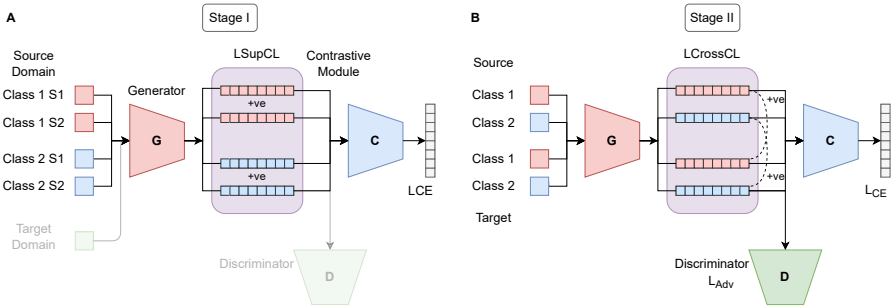 A
Stage I
Source
Domain
LSupCL
Contrastive
Module
Generator
Class 1 S1
Class 1 S2
Class 2 S1
Class 2 S2
+ve
+ve
G
C
LCE
Target
Domain
Discriminator
D
B
Stage II
Source
LCrossCL
Class 1
Class 2
Class 1
Class 2
Target
+ve
+ve
G
C
LCE
Discriminator
LAdv
D